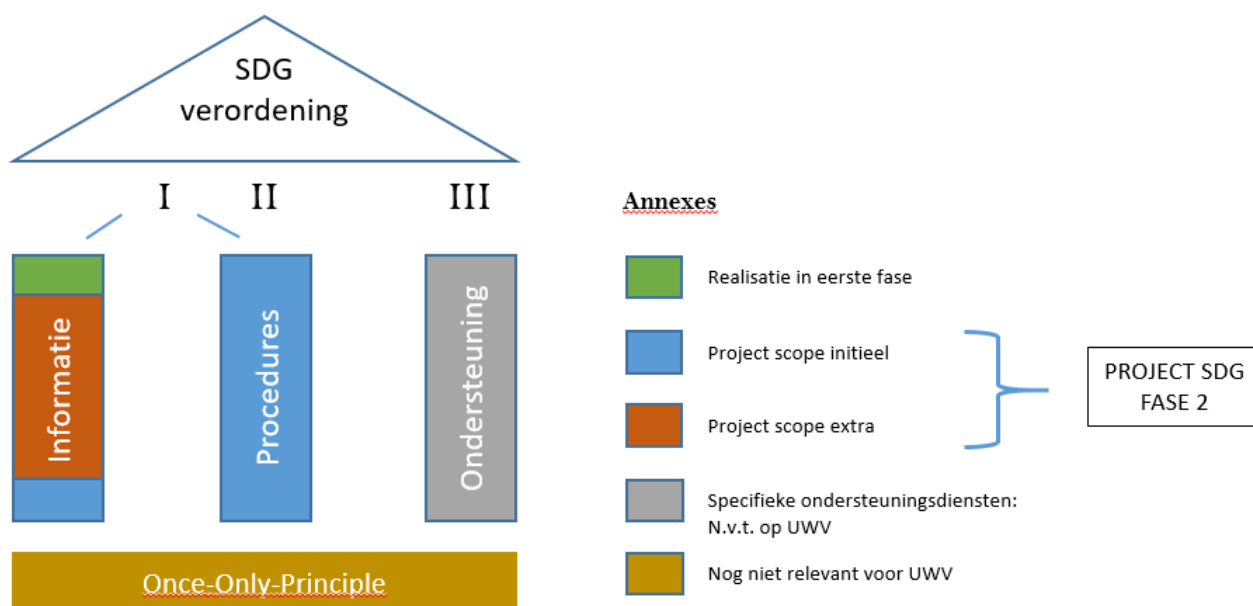 SDG
verordening
I II III
Informatie
Procedures
Ondersteuning
Once-Only-Principle
Annexes
Realisatie in eerste fase
Project scope initieel
Project scope extra
PROJECT SDG
FASE 2
Specifieke ondersteuningsdiensten:
N.v.t. op UWV
Nog niet relevant voor UWV